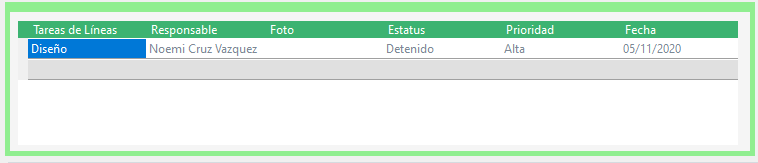 Tareas de Líneas Responsable Foto Estatus Prioridad Fecha
Diseño Noemi Cruz Vazquez Detenido Alta 05/11/2020